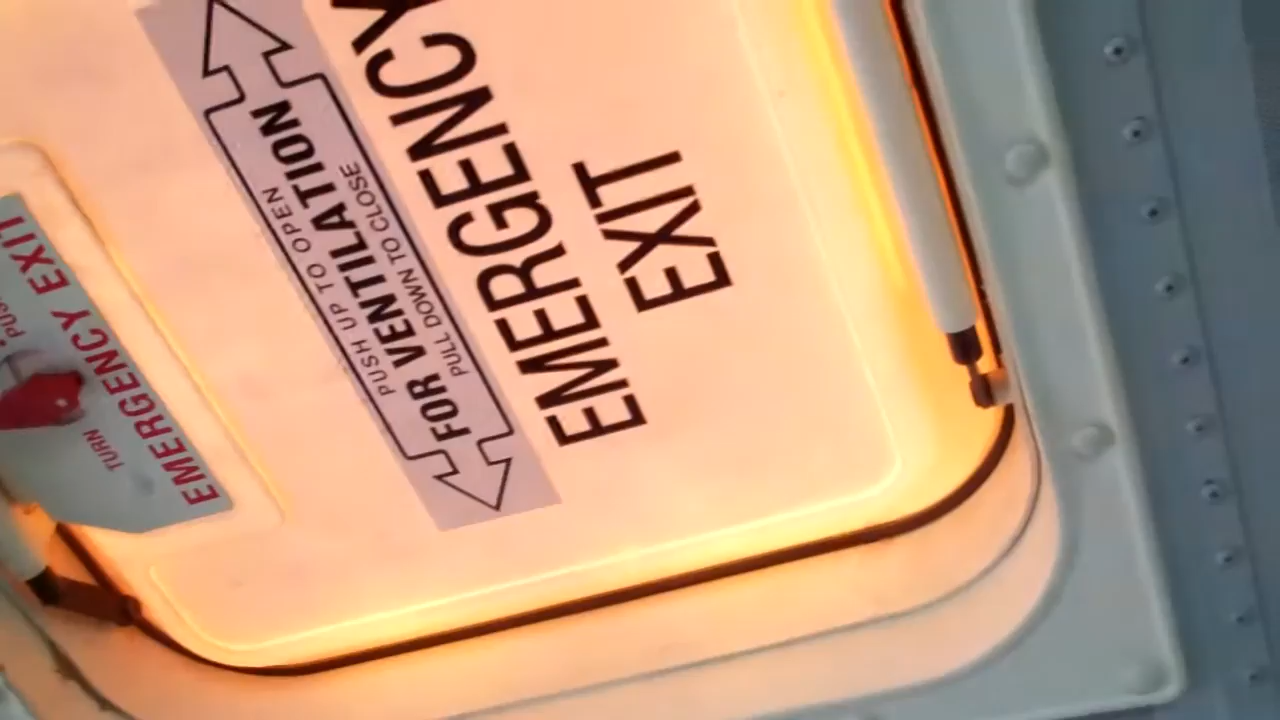 PUSH UP TO OPEN
FOR VENTILATION
PULL DOWN TO CLOSE
EMERGENCY
EXIT
EMERGENCY EXIT
TURN